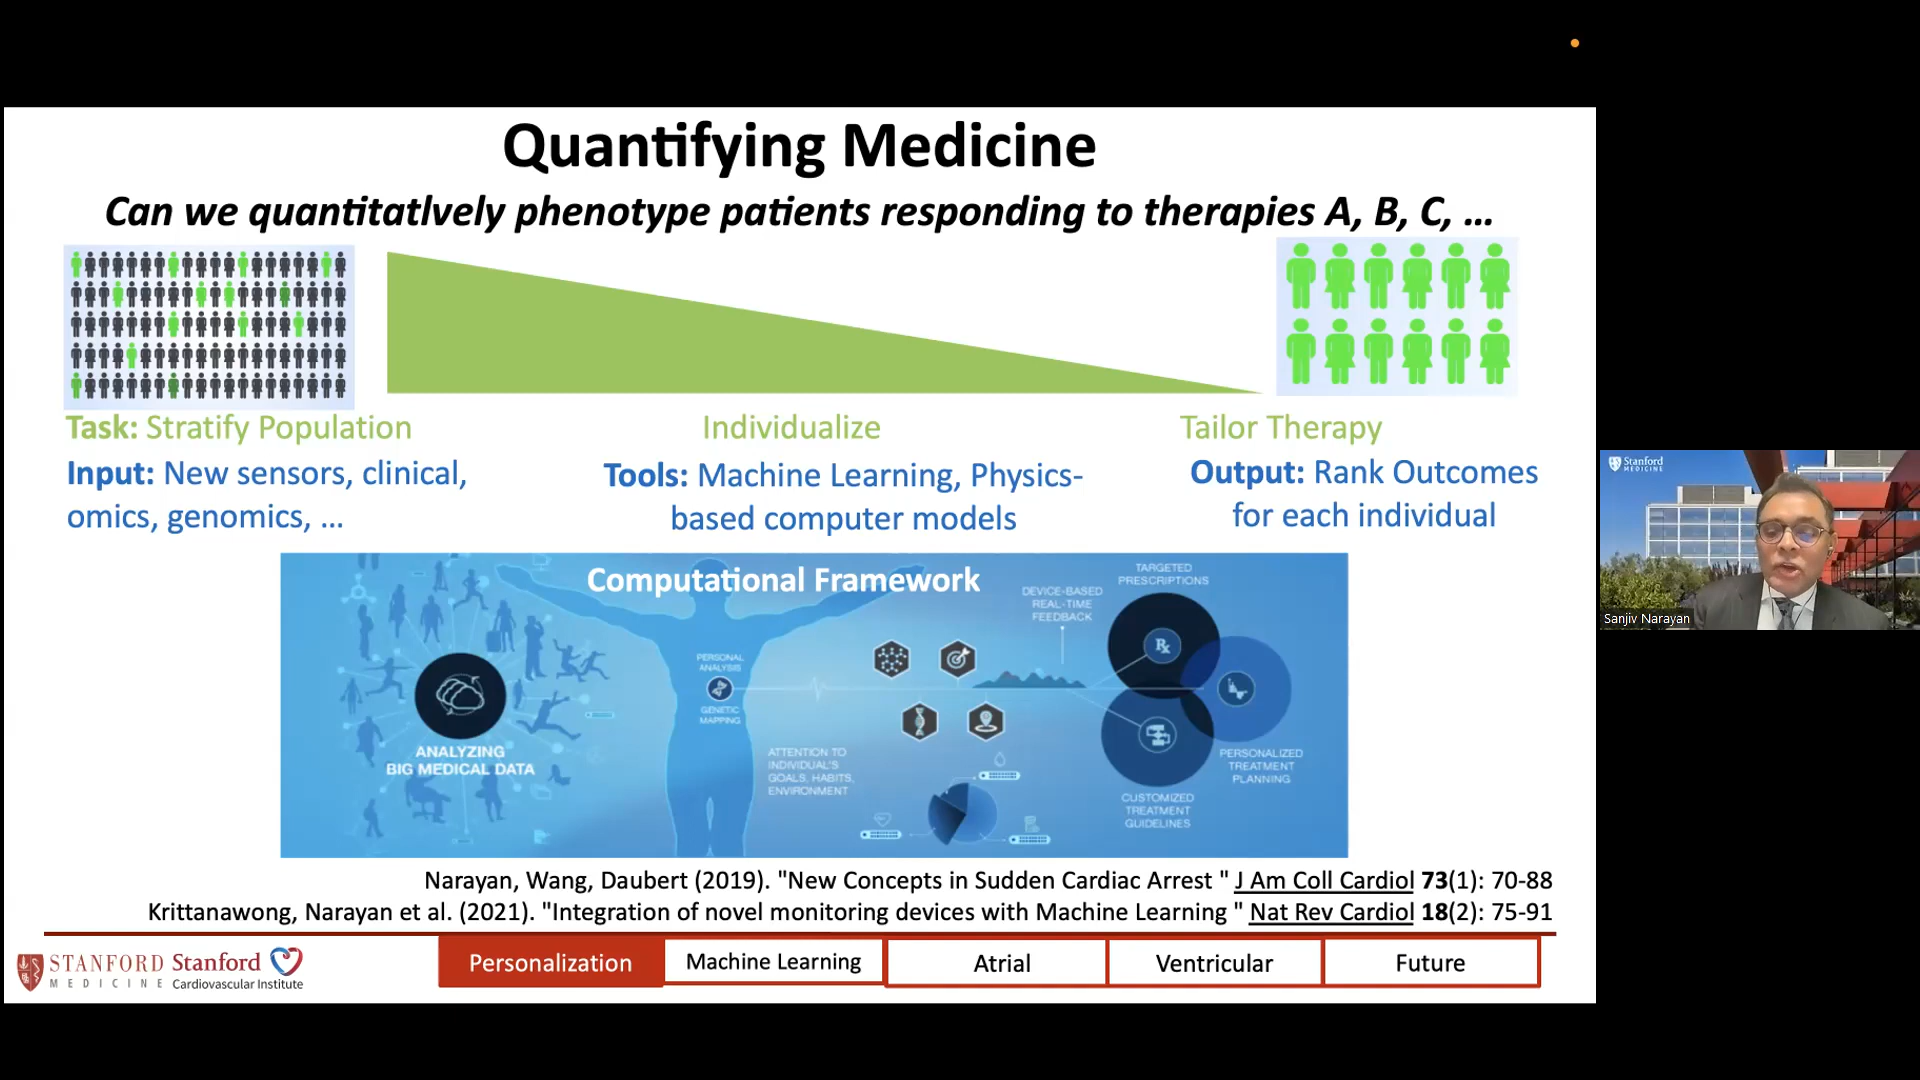 Quantifying Medicine
Can we quantitatlvely phenotype patients responding to therapies A, B, C, ...
Task: Stratify Population
Individualize
Tailor Therapy
Input: New sensors, clinical,
omics, genomics, ...
Tools: Machine Learning, Physics-
based computer models
Output: Rank Outcomes
for each individual
Computational Framework
ANALYZING
BIG MEDICAL DATA
PERSONAL
ANALYSIS
GENETIC
MAPPING
ATTENTION TO
INDIVIDUAL'S
GOALS, HABITS,
ENVIRONMENT
DEVICE-BASED
REAL-TIME
FEEDBACK
TARGETED
PRESCRIPTIONS
Rx
PERSONALIZED
TREATMENT
PLANNING
CUSTOMIZED
TREATMENT
GUIDELINES
Narayan, Wang, Daubert (2019). "New Concepts in Sudden Cardiac Arrest " J Am Coll Cardiol 73(1): 70-88
Krittanawong, Narayan et al. (2021). "Integration of novel monitoring devices with Machine Learning " Nat Rev Cardiol 18(2): 75-91
STANFORD
MEDICINE
Stanford
Cardiovascular Institute
Personalization
Machine Learning
Atrial
Ventricular
Future
Stanford
MEDICINE
Sanjiv Narayan